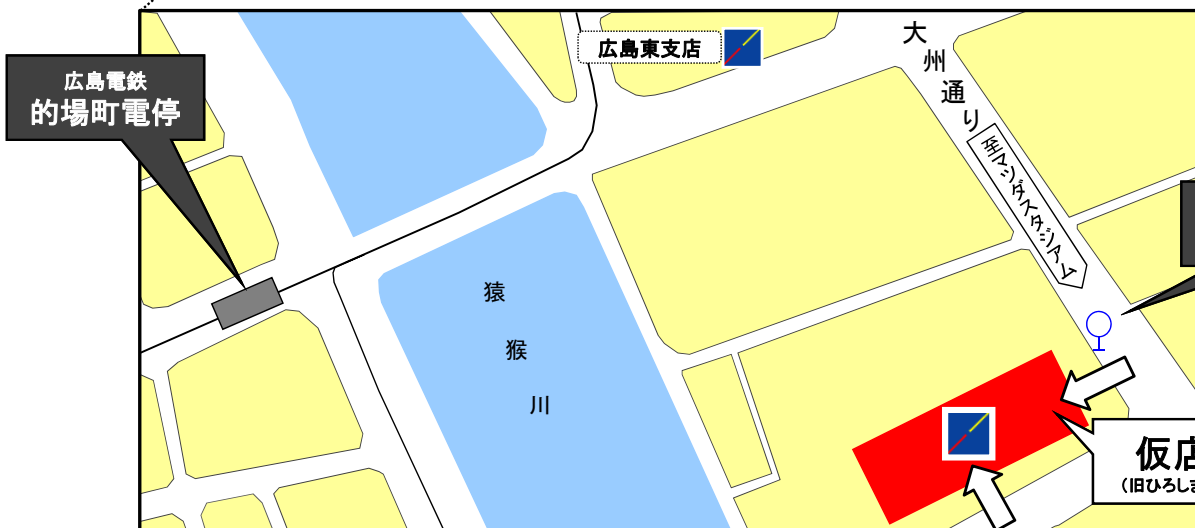 広島東支店
大州通り
広島電鉄
的場町電停
至マツダスタジアム
猿猴川
仮店
(旧ひろしま